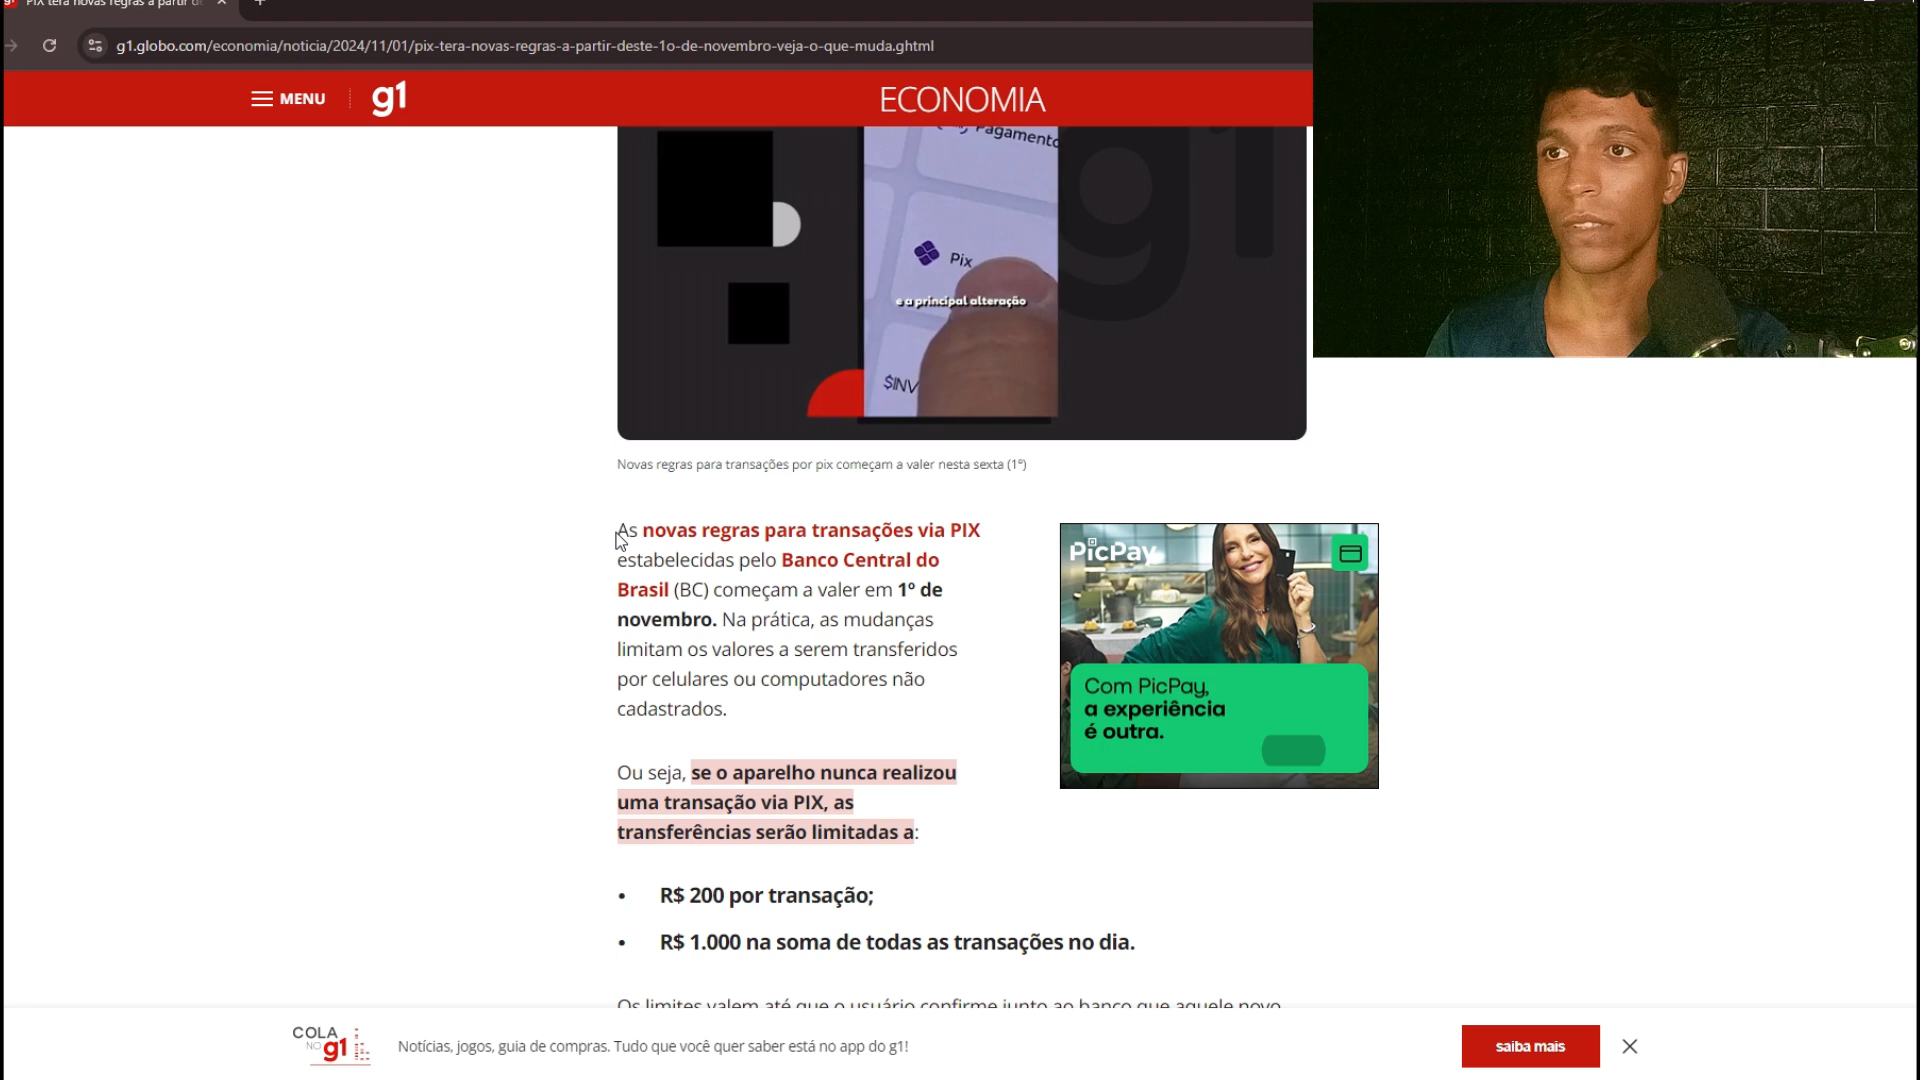 PIX terá novas regras a partir de
g1.globo.com/economia/noticia/2024/11/01/pix-tera-novas-regras-a-partir-deste-1o-de-novembro-veja-o-que-muda.ghtml
MENU
g1
ECONOMIA
Pagamento
Pix
e a principal alteração
$INV
Novas regras para transações por pix começam a valer nesta sexta (1º)
As novas regras para transações via PIX
estabelecidas pelo Banco Central do
Brasil (BC) começam a valer em 1º de
novembro. Na prática, as mudanças
limitam os valores a serem transferidos
por celulares ou computadores não
cadastrados.
PicPay
Com PicPay,
a experiência
é outra.
Ou seja, se o aparelho nunca realizou
uma transação via PIX, as
transferências serão limitadas a:
• R$ 200 por transação;
• R$ 1.000 na soma de todas as transações no dia.
Os limites valem até que o usuário confirme junto ao banco que aquele novo
COLA
NO g1
Notícias, jogos, guia de compras. Tudo que você quer saber está no app do g1!
saiba mais